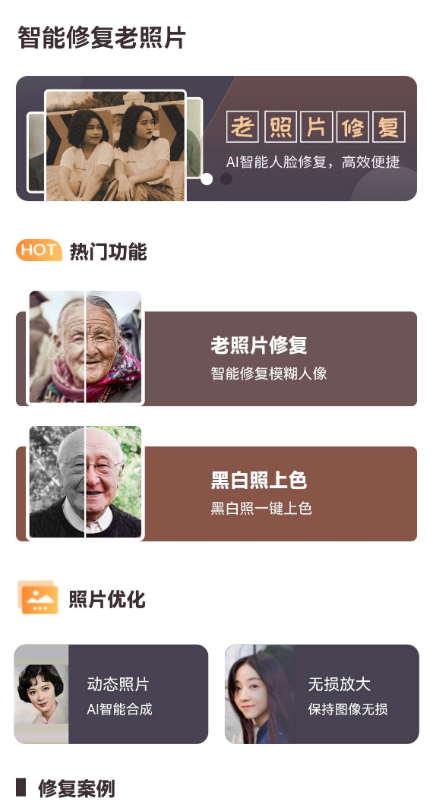 智能修复老照片
老照片修复
AI智能人脸修复，高效便捷
HOT 热门功能
老照片修复
智能修复模糊人像
黑白照上色
黑白照一键上色
照片优化
动态照片
AI智能合成
无损放大
保持图像无损
修复案例